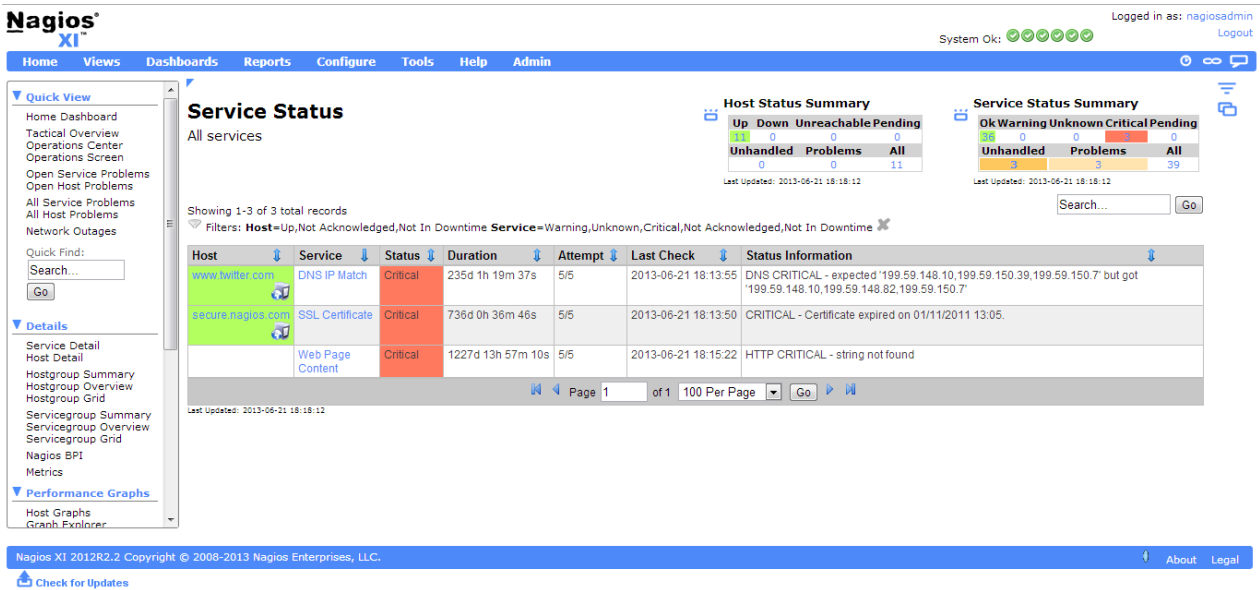 Nagios®
XI™
Logged in as: nagiosadmin
System Ok:
Logout
Home Views Dashboards Reports Configure Tools Help Admin
Quick View
Home Dashboard
Tactical Overview
Operations Center
Operations Screen
Open Service Problems
Open Host Problems
All Service Problems
All Host Problems
Network Outages
Quick Find:
Search...
Go
Details
Service Detail
Host Detail
Hostgroup Summary
Hostgroup Overview
Hostgroup Grid
Servicegroup Summary
Servicegroup Overview
Servicegroup Grid
Nagios BPI
Metrics
Performance Graphs
Host Graphs
Graph Explorer
Service Status
All services
Host Status Summary
Up Down Unreachable Pending
11 0 0 0
Unhandled Problems All
0 0 11
Last Updated: 2013-06-21 18:18:12
Service Status Summary
Ok Warning Unknown Critical Pending
36 0 0 3 0
Unhandled Problems All
3 3 39
Last Updated: 2013-06-21 18:18:12
Search... Go
Showing 1-3 of 3 total records
Filters: Host=Up,Not Acknowledged,Not In Downtime Service=Warning,Unknown,Critical,Not Acknowledged,Not In Downtime
Host Service Status Duration Attempt Last Check Status Information
www.twitter.com DNS IP Match Critical 235d 1h 19m 37s 5/5 2013-06-21 18:13:55 DNS CRITICAL - expected '199.59.148.10,199.59.150.39,199.59.150.7' but got
'199.59.148.10,199.59.148.82,199.59.150.7'
secure.nagios.com SSL Certificate Critical 736d 0h 36m 46s 5/5 2013-06-21 18:13:50 CRITICAL - Certificate expired on 01/11/2011 13:05.
Web Page Critical 1227d 13h 57m 10s 5/5 2013-06-21 18:15:22 HTTP CRITICAL - string not found
Content
Page 1 of 1 100 Per Page Go
Last Updated: 2013-06-21 18:18:12
Nagios XI 2012R2.2 Copyright © 2008-2013 Nagios Enterprises, LLC.
About Legal
Check for Updates